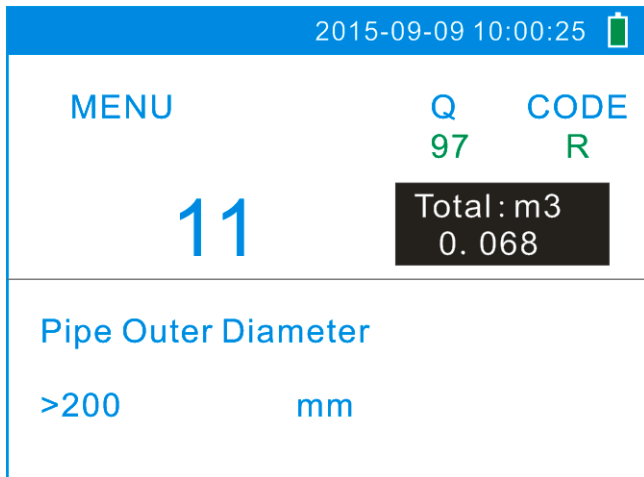 2015-09-09 10:00:25
MENU Q CODE
97 R
11
Total:m3
0.068
Pipe Outer Diameter
>200 mm